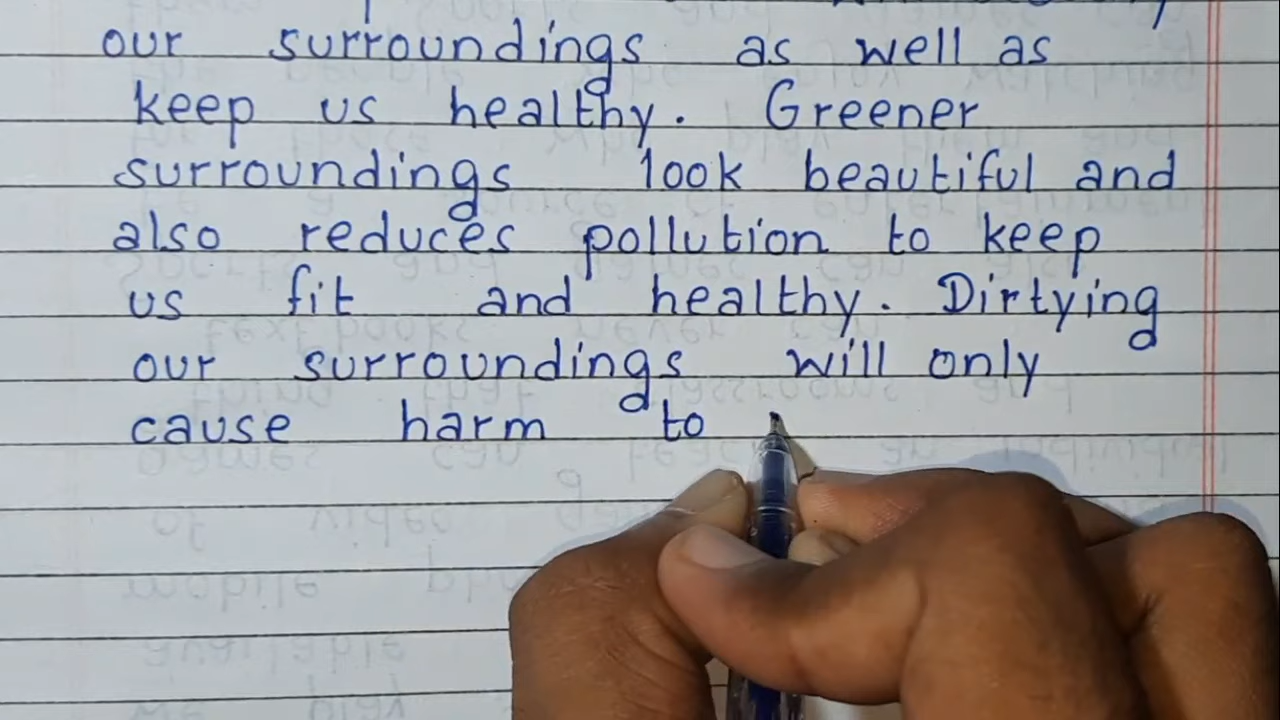 our surroundings as well as
keep us healthy. Greener
surroundings look beautiful and
also reduces pollution to keep
us fit and healthy. Dirtying
our surroundings will only
cause harm to